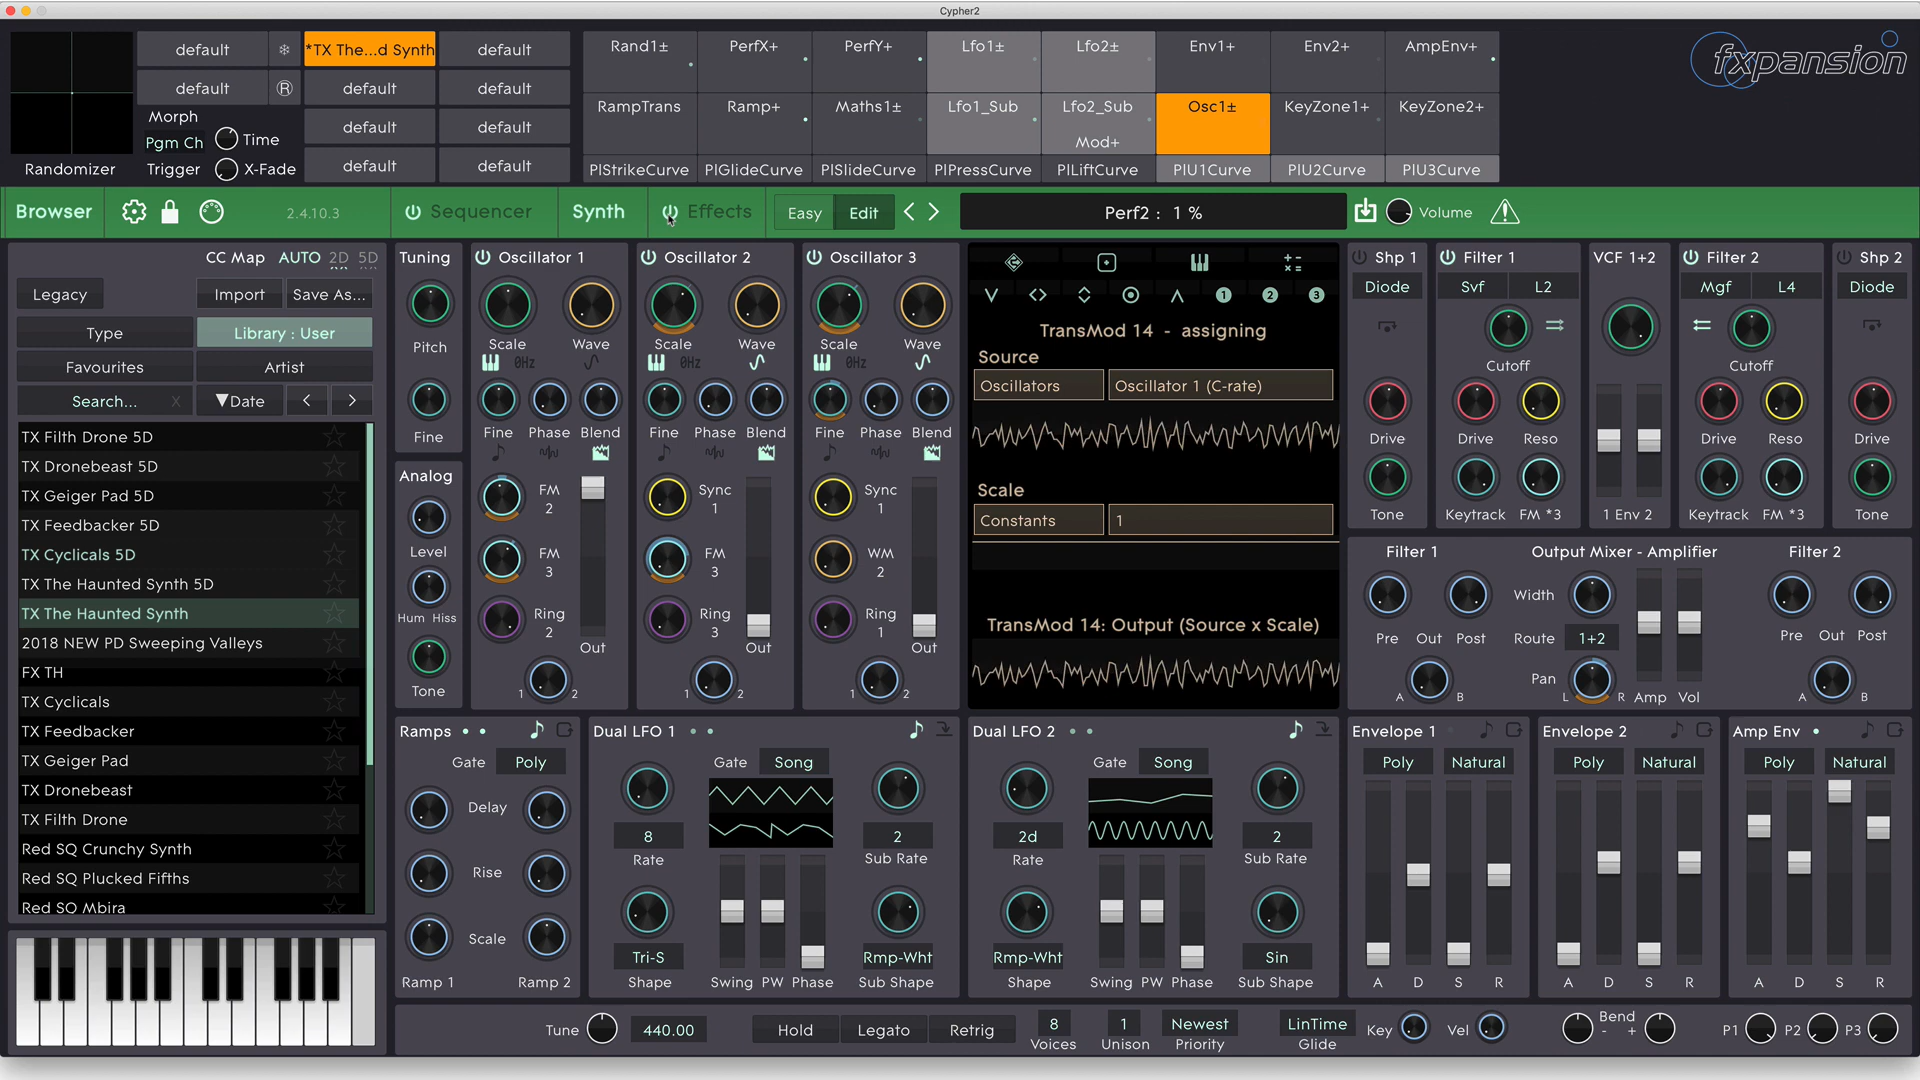 Cypher2
default
*TX The...d Synth
default
default
R
default
default
Morph
Pgm Ch
Time
default
default
Randomizer
Trigger
X-Fade
default
default
Rand1±
PerfX+
PerfY+
Lfo1±
Lfo2±
Env1+
Env2+
AmpEnv+
RampTrans
Ramp+
Maths1±
Lfo1_Sub
Lfo2_Sub
Mod+
Osc1±
KeyZone1+
KeyZone2+
PlStrikeCurve
PlGlideCurve
PlSlideCurve
PlPressCurve
PlLiftCurve
PlU1Curve
PlU2Curve
PlU3Curve
fxpansion
Browser
2.4.10.3
Sequencer
Synth
Effects
Easy
Edit
Perf2 : 1 %
Volume
CC Map AUTO 2D 5D
Legacy
Import
Save As...
Type
Library : User
Favourites
Artist
Search...
X
▼Date
<
>
TX Filth Drone 5D
TX Dronebeast 5D
TX Geiger Pad 5D
TX Feedbacker 5D
TX Cyclicals 5D
TX The Haunted Synth 5D
TX The Haunted Synth
2018 NEW PD Sweeping Valleys
FX TH
TX Cyclicals
TX Feedbacker
TX Geiger Pad
TX Dronebeast
TX Filth Drone
Red SQ Crunchy Synth
Red SQ Plucked Fifths
Red SQ Mbira
Tuning
Pitch
Fine
Analog
Level
Hum Hiss
Tone
Oscillator 1
Scale
Wave
0Hz
Fine
Phase
Blend
FM
2
FM
3
Ring
2
Out
1
2
Oscillator 2
Scale
Wave
0Hz
Fine
Phase
Blend
Sync
1
FM
3
Ring
3
Out
1
2
Oscillator 3
Scale
Wave
0Hz
Fine
Phase
Blend
Sync
1
WM
2
Ring
1
Out
1
2
1
2
3
TransMod 14 - assigning
Source
Oscillators
Oscillator 1 (C-rate)
Scale
Constants
1
TransMod 14: Output (Source x Scale)
Shp 1
Diode
Drive
Tone
Filter 1
Svf
L2
Cutoff
Drive
Reso
Keytrack
FM *3
VCF 1+2
1 Env 2
Filter 2
Mgf
L4
Cutoff
Drive
Reso
Keytrack
FM *3
Shp 2
Diode
Drive
Tone
Filter 1
Pre
Out
Post
A
B
Output Mixer - Amplifier
Width
Route
1+2
Pan
L
R
Amp
Vol
Filter 2
Pre
Out
Post
A
B
Ramps
Gate
Poly
Delay
Rise
Scale
Ramp 1
Ramp 2
Dual LFO 1
Gate
Song
8
Rate
2
Sub Rate
Tri-S
Shape
Swing
PW
Phase
Rmp-Wht
Sub Shape
Dual LFO 2
Gate
Song
2d
Rate
2
Sub Rate
Rmp-Wht
Shape
Swing
PW
Phase
Sin
Sub Shape
Envelope 1
Poly
Natural
A
D
S
R
Envelope 2
Poly
Natural
A
D
S
R
Amp Env
Poly
Natural
A
D
S
R
Tune
440.00
Hold
Legato
Retrig
8
Voices
1
Unison
Newest
Priority
LinTime
Glide
Key
Vel
Bend
-
+
P1
P2
P3